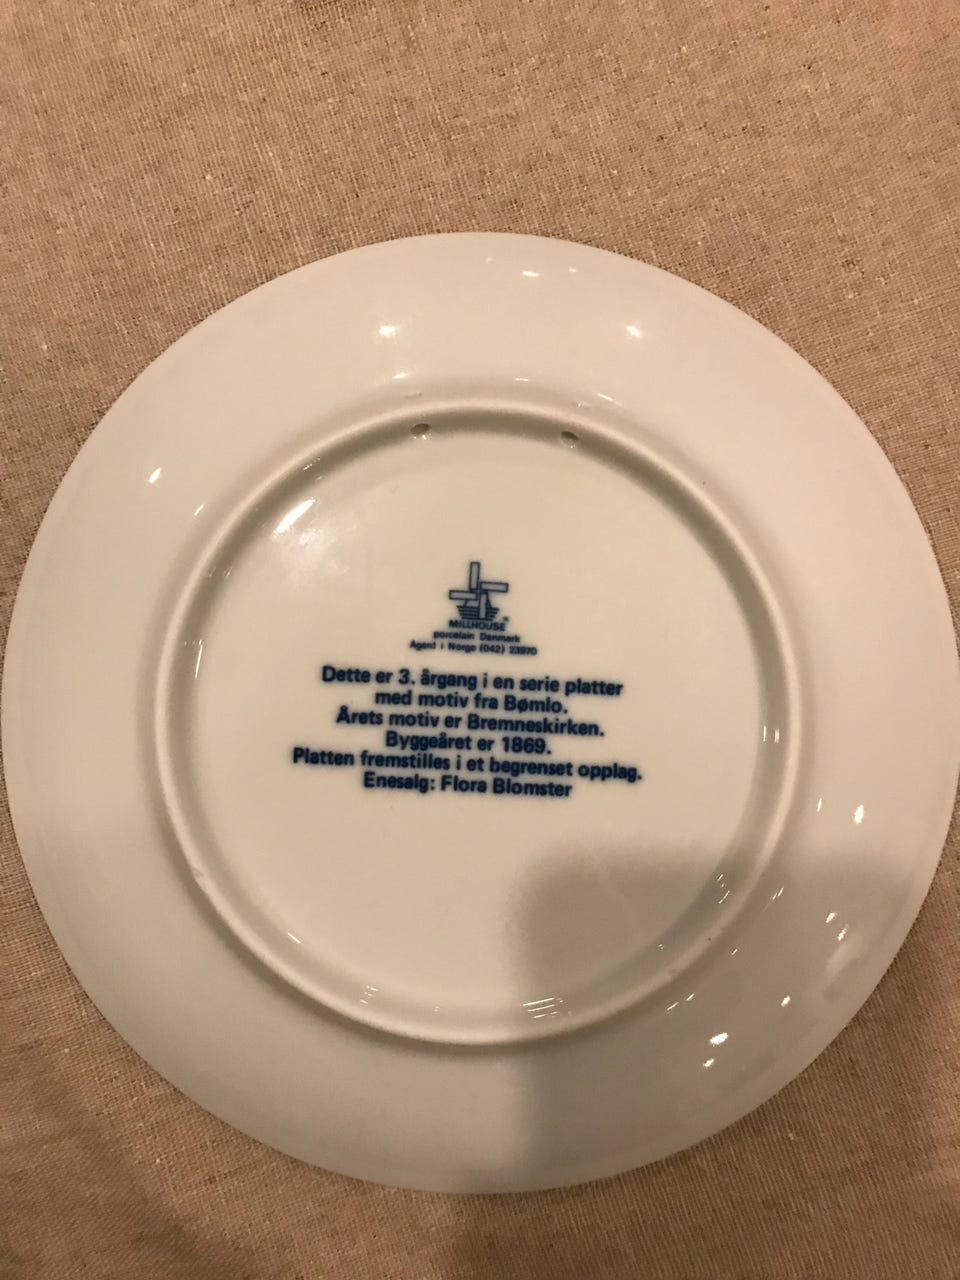 MILLHOUSE
porcelain Denmark
Agent i Norge (042) 23970
Dette er 3. årgang i en serie platter
med motiv fra Bømlo.
Årets motiv er Bremneskirken.
Byggeåret er 1869.
Platten fremstilles i et begrenset opplag.
Enesalg: Flora Blomster